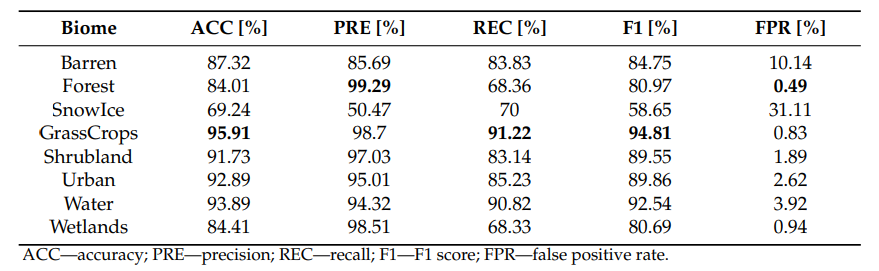 Biome ACC [%] PRE [%] REC [%] F1 [%] FPR [%]
Barren 87.32 85.69 83.83 84.75 10.14
Forest 84.01 99.29 68.36 80.97 0.49
SnowIce 69.24 50.47 70 58.65 31.11
GrassCrops 95.91 98.7 91.22 94.81 0.83
Shrubland 91.73 97.03 83.14 89.55 1.89
Urban 92.89 95.01 85.23 89.86 2.62
Water 93.89 94.32 90.82 92.54 3.92
Wetlands 84.41 98.51 68.33 80.69 0.94
ACC—accuracy; PRE—precision; REC—recall; F1—F1 score; FPR—false positive rate.